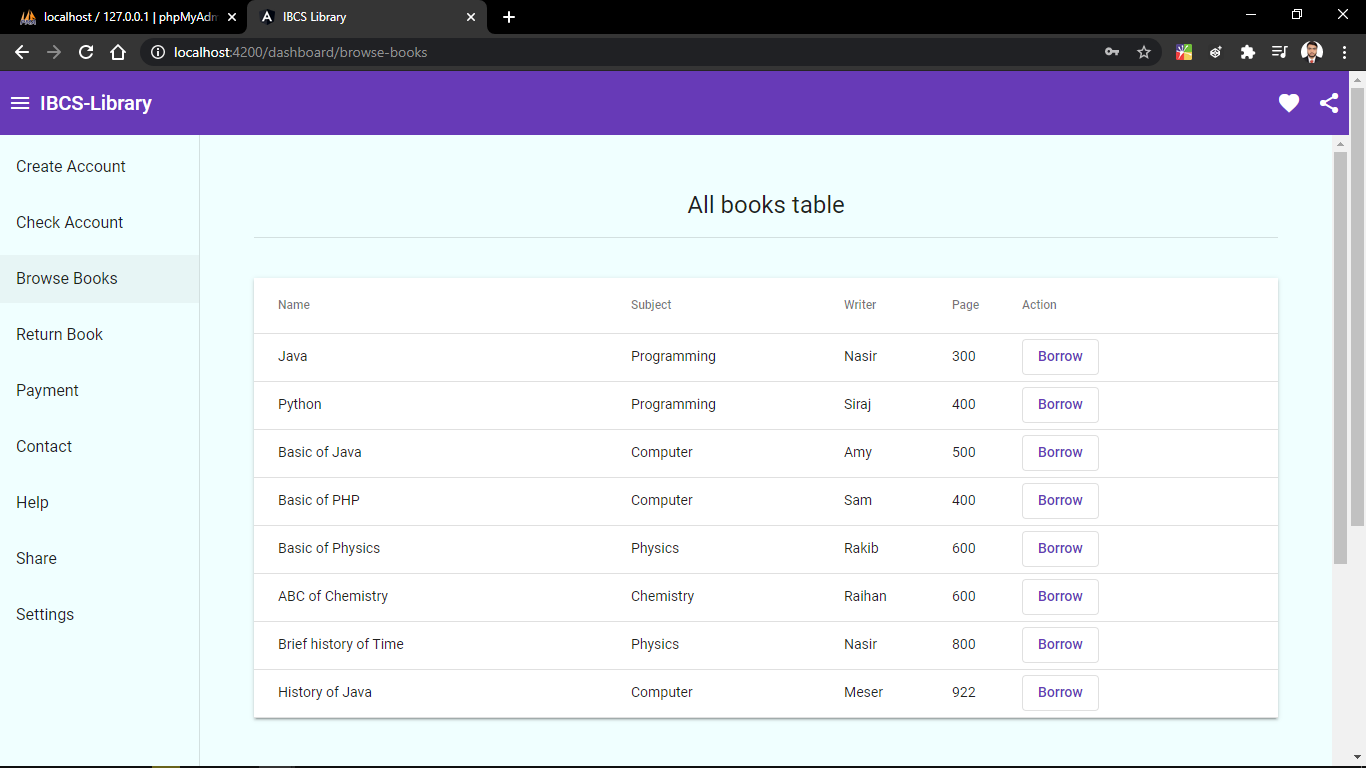 localhost / 127.0.0.1 | phpMyAdm
IBCS Library
localhost:4200/dashboard/browse-books
IBCS-Library
Create Account
Check Account
Browse Books
Return Book
Payment
Contact
Help
Share
Settings
All books table
Name Subject Writer Page Action
Java Programming Nasir 300 Borrow
Python Programming Siraj 400 Borrow
Basic of Java Computer Amy 500 Borrow
Basic of PHP Computer Sam 400 Borrow
Basic of Physics Physics Rakib 600 Borrow
ABC of Chemistry Chemistry Raihan 600 Borrow
Brief history of Time Physics Nasir 800 Borrow
History of Java Computer Meser 922 Borrow